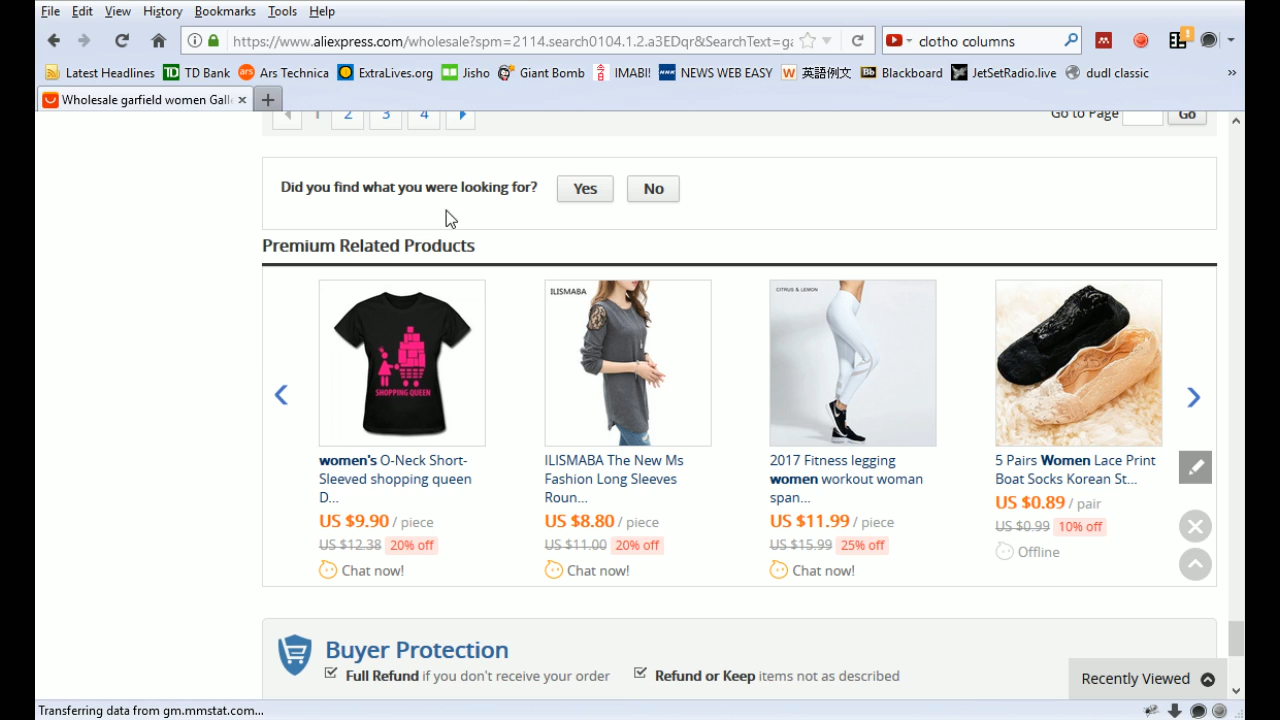 File Edit View History Bookmarks Tools Help
https://www.aliexpress.com/wholesale?spm=2114.search0104.1.2.a3EDqr&SearchText=ga
clotho columns
1
Latest Headlines TD Bank Ars Technica ExtraLives.org Jisho Giant Bomb IMABI! NEWS WEB EASY 英語例文 Blackboard JetSetRadio.live dudl classic »
Wholesale garfield women Gall
1 2 3 4 Go to Page Go
Did you find what you were looking for? Yes No
Premium Related Products
SHOPPING QUEEN
ILISMABA
CITRUS & LEMON
women's O-Neck Short-
Sleeved shopping queen
D...
US $9.90 / piece
US $12.38 20% off
Chat now!
ILISMABA The New Ms
Fashion Long Sleeves
Roun...
US $8.80 / piece
US $11.00 20% off
Chat now!
2017 Fitness legging
women workout woman
span...
US $11.99 / piece
US $15.99 25% off
Chat now!
5 Pairs Women Lace Print
Boat Socks Korean St...
US $0.89 / pair
US $0.99 10% off
Offline
Buyer Protection
Full Refund if you don't receive your order
Refund or Keep items not as described
Recently Viewed
Transferring data from gm.mmstat.com...